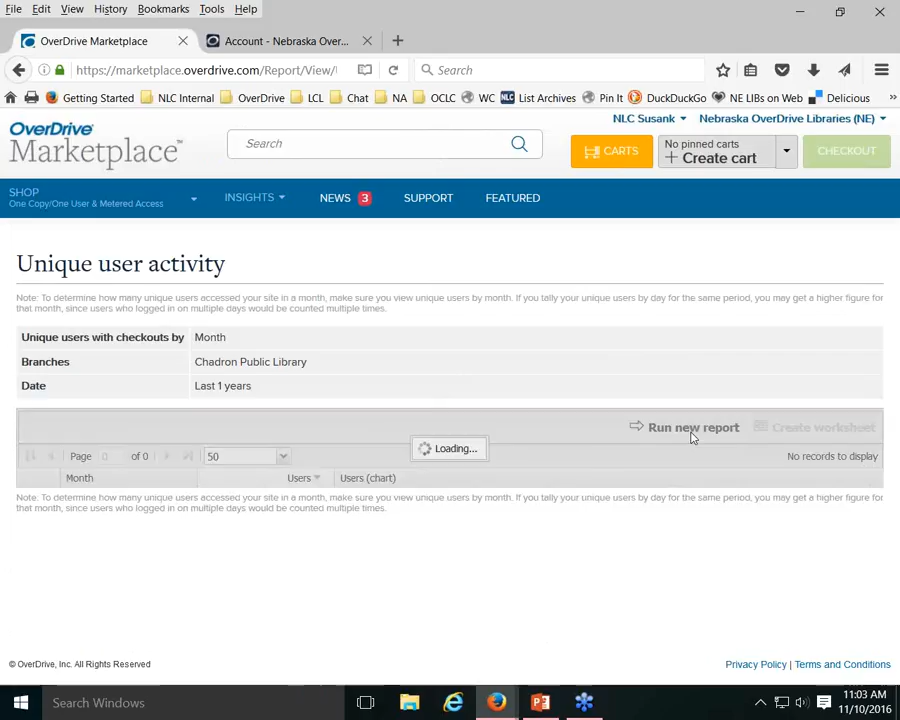 File Edit View History Bookmarks Tools Help
OverDrive Marketplace
Account - Nebraska Over...
https://marketplace.overdrive.com/Report/View/
Search
Getting Started NLC Internal OverDrive LCL Chat NA OCLC WC NLC List Archives Pin It DuckDuckGo NE LIBs on Web Delicious
NLC Susank Nebraska OverDrive Libraries (NE)
OverDrive
Marketplace™
Search
CARTS
No pinned carts
+ Create cart
CHECKOUT
SHOP
One Copy/One User & Metered Access
INSIGHTS NEWS 3 SUPPORT FEATURED
Unique user activity
Note: To determine how many unique users accessed your site in a month, make sure you view unique users by month. If you tally your unique users by day for the same period, you may get a higher figure for
that month, since users who logged in on multiple days would be counted multiple times.
Unique users with checkouts by Month
Branches Chadron Public Library
Date Last 1 years
Run new report Create worksheet
Loading...
Page 0 of 0 50 No records to display
Month Users Users (chart)
Note: To determine how many unique users accessed your site in a month, make sure you view unique users by month. If you tally your unique users by day for the same period, you may get a higher figure for
that month, since users who logged in on multiple days would be counted multiple times.
© OverDrive, Inc. All Rights Reserved
Privacy Policy | Terms and Conditions
Search Windows
11:03 AM
11/10/2016